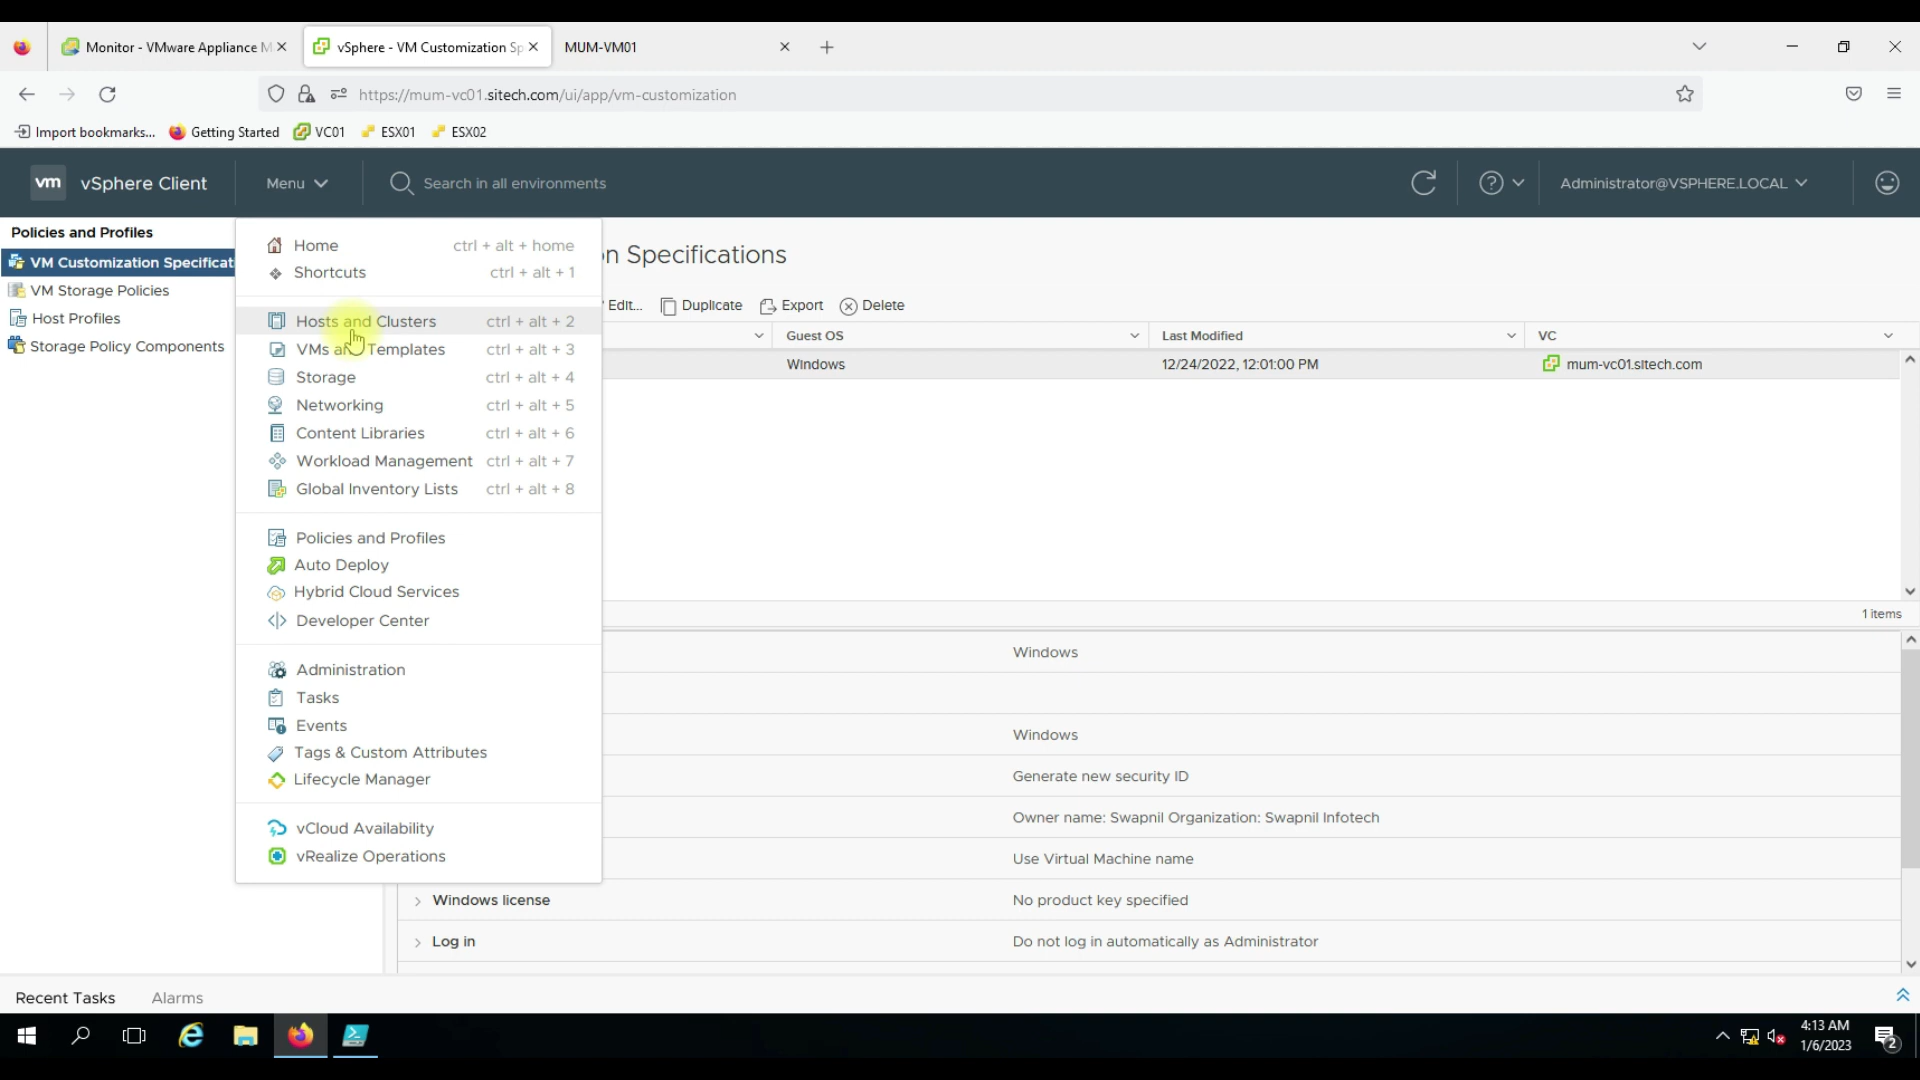 Monitor - VMware Appliance M
vSphere - VM Customization Sp
MUM-VM01
https://mum-vc01.sitech.com/ui/app/vm-customization
Import bookmarks...
Getting Started
VC01
ESX01
ESX02
vm
vSphere Client
Menu
Search in all environments
Administrator@VSPHERE.LOCAL
Policies and Profiles
VM Customization Specificat
VM Storage Policies
Host Profiles
Storage Policy Components
Home ctrl + alt + home
Shortcuts ctrl + alt + 1
Hosts and Clusters ctrl + alt + 2
VMs and Templates ctrl + alt + 3
Storage ctrl + alt + 4
Networking ctrl + alt + 5
Content Libraries ctrl + alt + 6
Workload Management ctrl + alt + 7
Global Inventory Lists ctrl + alt + 8
Policies and Profiles
Auto Deploy
Hybrid Cloud Services
Developer Center
Administration
Tasks
Events
Tags & Custom Attributes
Lifecycle Manager
vCloud Availability
vRealize Operations
n Specifications
Edit...
Duplicate
Export
Delete
Guest OS
Last Modified
VC
Windows
12/24/2022, 12:01:00 PM
mum-vc01.sitech.com
1 items
Windows
Windows
Generate new security ID
Owner name: Swapnil Organization: Swapnil Infotech
Use Virtual Machine name
Windows license
No product key specified
Log in
Do not log in automatically as Administrator
Recent Tasks
Alarms
4:13 AM
1/6/2023
2